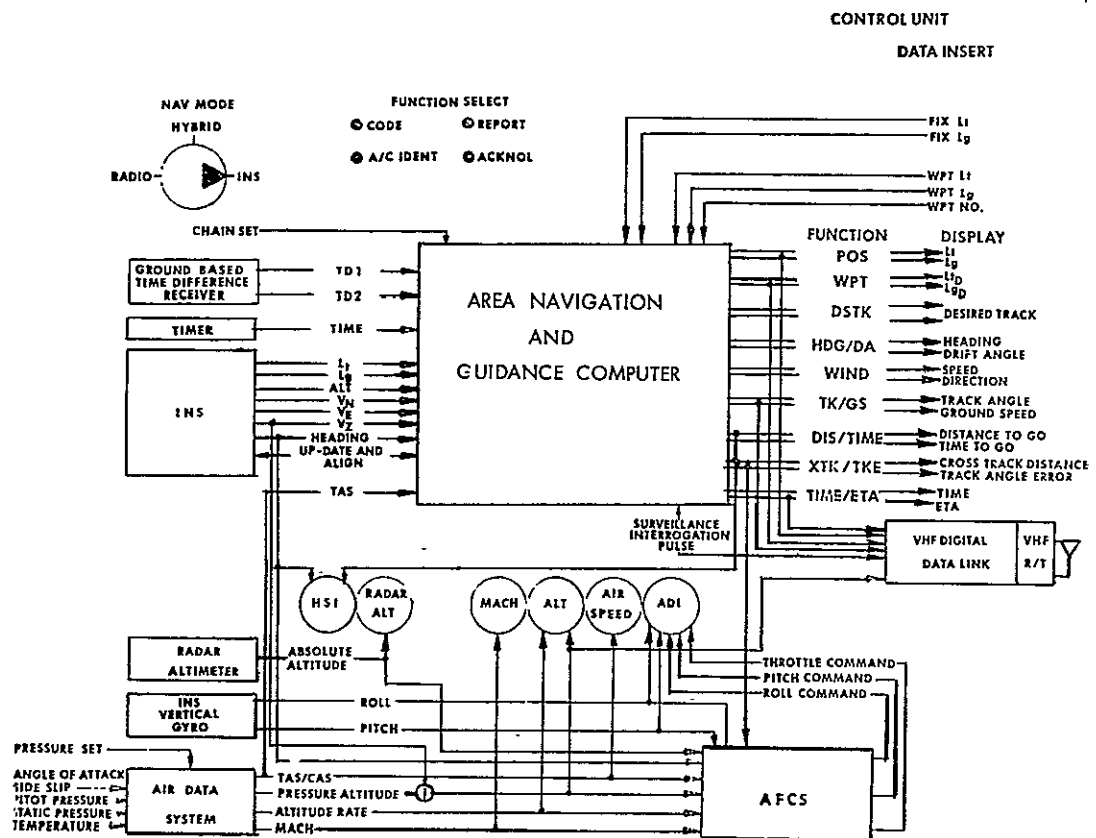 CONTROL UNIT
DATA INSERT
NAV MODE
HYBRID
RADIO
INS
FUNCTION SELECT
CODE
REPORT
A/C IDENT
ACKNOL
FIX Lt
FIX Lg
WPT Lt
WPT Lg
WPT NO.
CHAIN SET
GROUND BASED
TIME DIFFERENCE
RECEIVER
TD1
TD2
TIMER
TIME
INS
Lt
Lg
ALT
VN
VE
VZ
HEADING
UP-DATE AND
ALIGN
TAS
AREA NAVIGATION
AND
GUIDANCE COMPUTER
FUNCTION
DISPLAY
POS
Lt
Lg
WPT
LtD
LgD
DSTK
DESIRED TRACK
HDG/DA
HEADING
DRIFT ANGLE
WIND
SPEED
DIRECTION
TK/GS
TRACK ANGLE
GROUND SPEED
DIS/TIME
DISTANCE TO GO
TIME TO GO
XTK/TKE
CROSS TRACK DISTANCE
TRACK ANGLE ERROR
TIME/ETA
TIME
ETA
SURVEILLANCE
INTERROGATION
PULSE
VHF DIGITAL
DATA LINK
VHF
R/T
HSI
RADAR
ALT
MACH
ALT
AIR
SPEED
ADI
RADAR
ALTIMETER
ABSOLUTE
ALTITUDE
THROTTLE COMMAND
PITCH COMMAND
ROLL COMMAND
INS
VERTICAL
GYRO
ROLL
PITCH
PRESSURE SET
ANGLE OF ATTACK
SIDE SLIP
PITOT PRESSURE
STATIC PRESSURE
TEMPERATURE
AIR DATA
SYSTEM
TAS/CAS
PRESSURE ALTITUDE
ALTITUDE RATE
MACH
AFCS